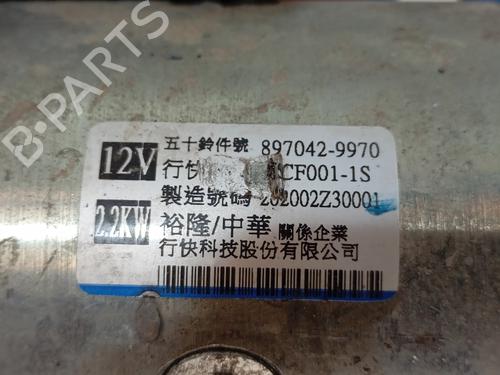 12V 五十鈴件號 897042-9970
行快 CF001-1S
製造號碼 202002Z30001
2.2KW 裕隆/中華 關係企業
行快科技股份有限公司
B-PARTS